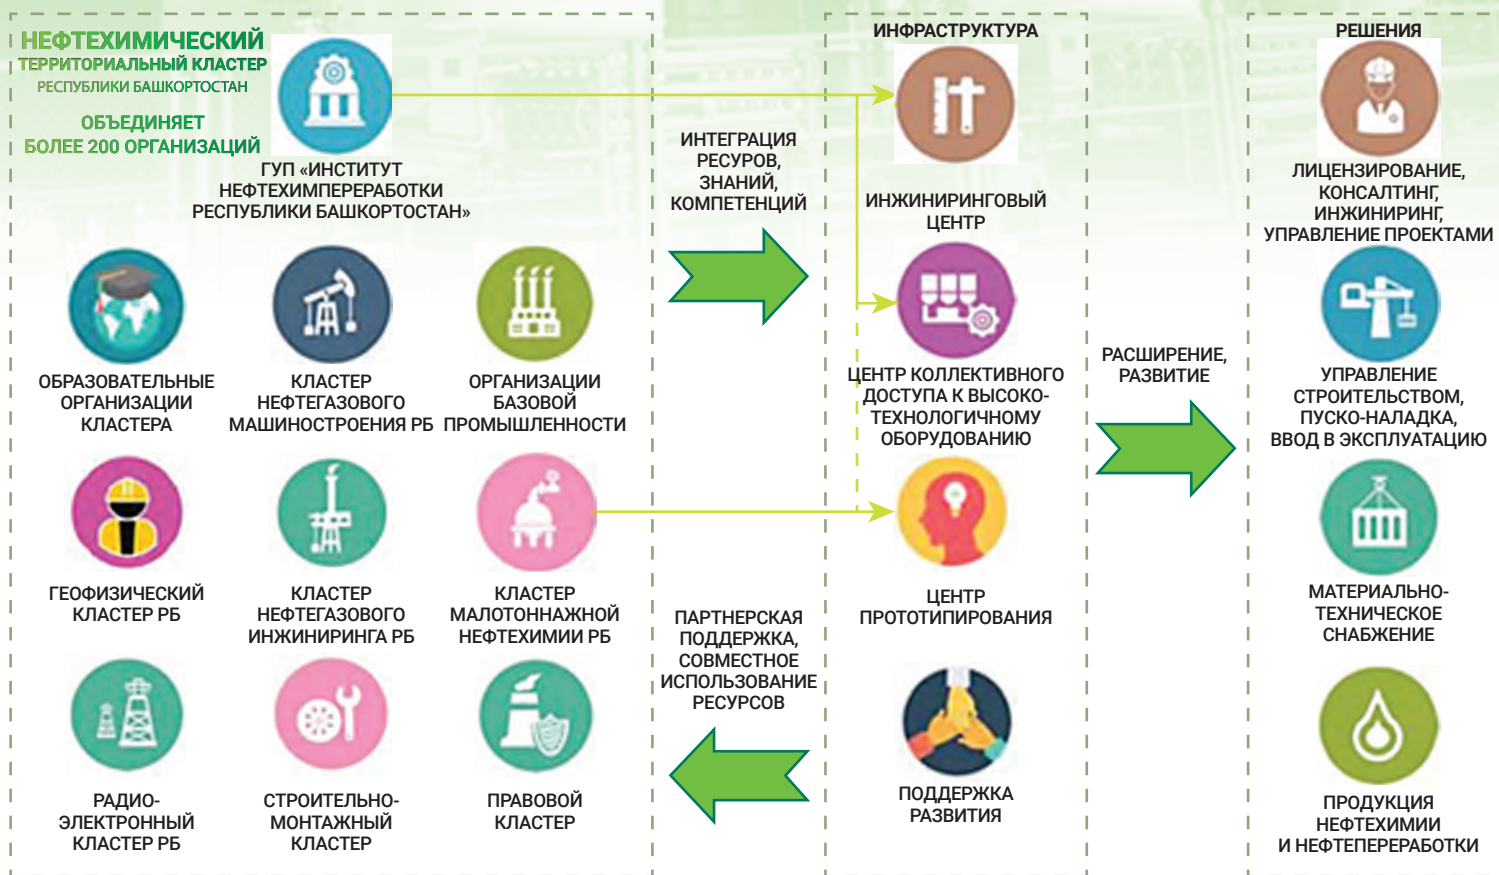 НЕФТЕХИМИЧЕСКИЙ
ТЕРРИТОРИАЛЬНЫЙ КЛАСТЕР
РЕСПУБЛИКИ БАШКОРТОСТАН
ОБЪЕДИНЯЕТ
БОЛЕЕ 200 ОРГАНИЗАЦИЙ
ГУП «ИНСТИТУТ
НЕФТЕХИМПЕРЕРАБОТКИ
РЕСПУБЛИКИ БАШКОРТОСТАН»
ОБРАЗОВАТЕЛЬНЫЕ
ОРГАНИЗАЦИИ
КЛАСТЕРА
КЛАСТЕР
НЕФТЕГАЗОВОГО
МАШИНОСТРОЕНИЯ РБ
ОРГАНИЗАЦИИ
БАЗОВОЙ
ПРОМЫШЛЕННОСТИ
ГЕОФИЗИЧЕСКИЙ
КЛАСТЕР РБ
КЛАСТЕР
НЕФТЕГАЗОВОГО
ИНЖИНИРИНГА РБ
КЛАСТЕР
МАЛОТОННАЖНОЙ
НЕФТЕХИМИИ РБ
РАДИО-
ЭЛЕКТРОННЫЙ
КЛАСТЕР РБ
СТРОИТЕЛЬНО-
МОНТАЖНЫЙ
КЛАСТЕР
ПРАВОВОЙ
КЛАСТЕР
ИНТЕГРАЦИЯ
РЕСУРОВ,
ЗНАНИЙ,
КОМПЕТЕНЦИЙ
ПАРТНЕРСКАЯ
ПОДДЕРЖКА,
СОВМЕСТНОЕ
ИСПОЛЬЗОВАНИЕ
РЕСУРСОВ
ИНФРАСТРУКТУРА
ИНЖИНИРИНГОВЫЙ
ЦЕНТР
ЦЕНТР КОЛЛЕКТИВНОГО
ДОСТУПА К ВЫСОКО-
ТЕХНОЛОГИЧНОМУ
ОБОРУДОВАНИЮ
ЦЕНТР
ПРОТОТИПИРОВАНИЯ
ПОДДЕРЖКА
РАЗВИТИЯ
РАСШИРЕНИЕ,
РАЗВИТИЕ
РЕШЕНИЯ
ЛИЦЕНЗИРОВАНИЕ,
КОНСАЛТИНГ,
ИНЖИНИРИНГ,
УПРАВЛЕНИЕ ПРОЕКТАМИ
УПРАВЛЕНИЕ
СТРОИТЕЛЬСТВОМ,
ПУСКО-НАЛАДКА,
ВВОД В ЭКСПЛУАТАЦИЮ
МАТЕРИАЛЬНО-
ТЕХНИЧЕСКОЕ
СНАБЖЕНИЕ
ПРОДУКЦИЯ
НЕФТЕХИМИИ
И НЕФТЕПЕРЕРАБОТКИ